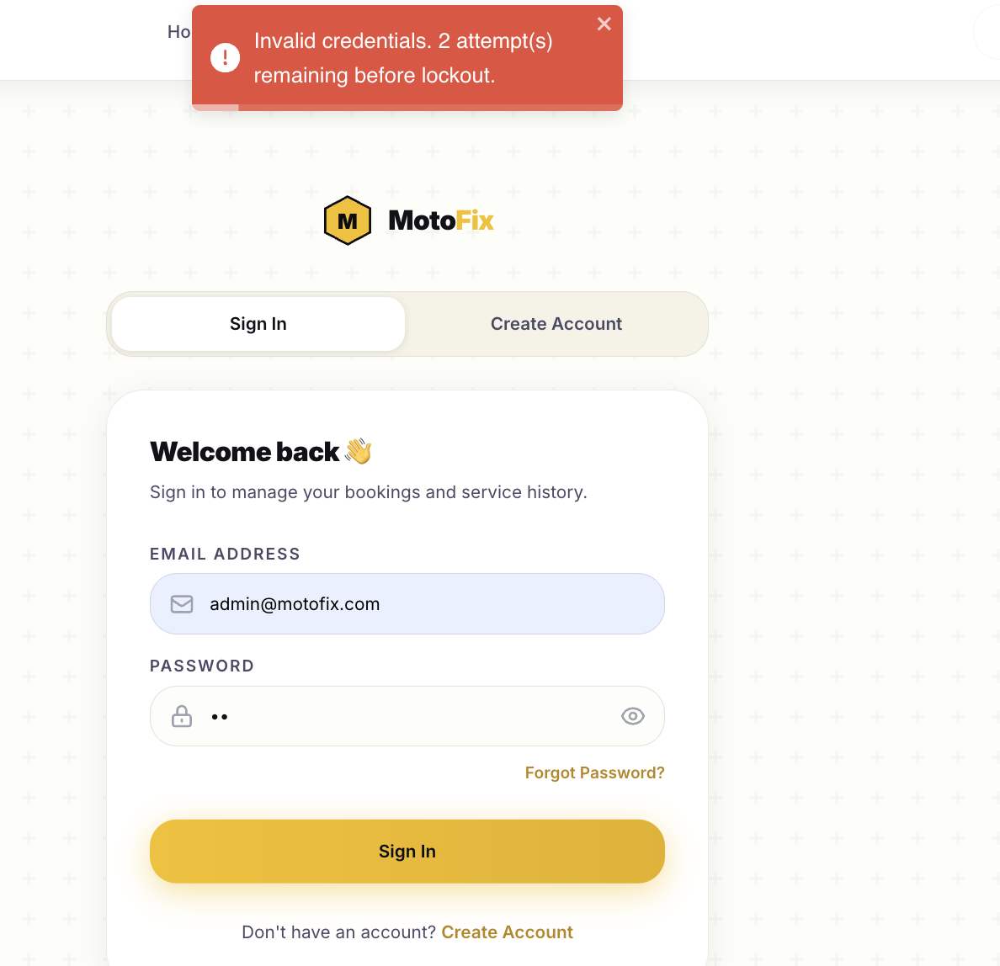 Invalid credentials. 2 attempt(s)
remaining before lockout.
M MotoFix
Sign In
Create Account
Welcome back 👋
Sign in to manage your bookings and service history.
EMAIL ADDRESS
admin@motofix.com
PASSWORD
••
Forgot Password?
Sign In
Don't have an account? Create Account